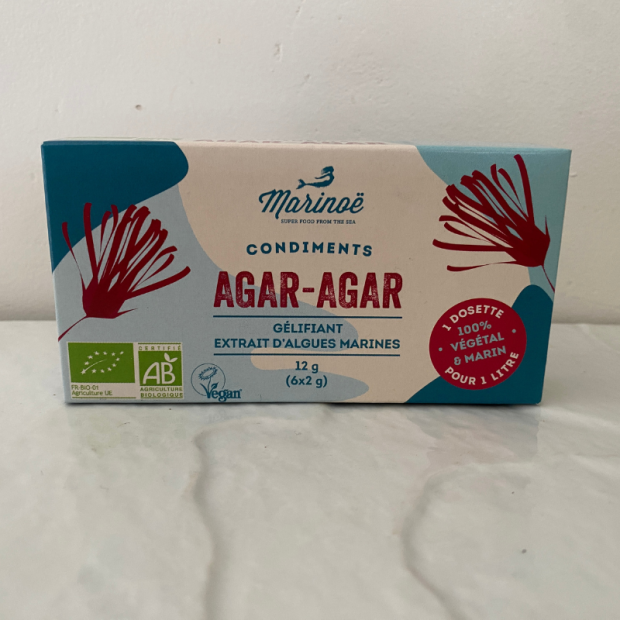 Marinoë
SUPER FOOD FROM THE SEA
CONDIMENTS
AGAR-AGAR
GÉLIFIANT
EXTRAIT D'ALGUES MARINES
12 g
(6x2 g)
1 DOSETTE
100%
VÉGÉTAL
& MARIN
POUR 1 LITRE
FR-BIO-01
Agriculture UE
CERTIFIÉ
AB
AGRICULTURE
BIOLOGIQUE
Vegan